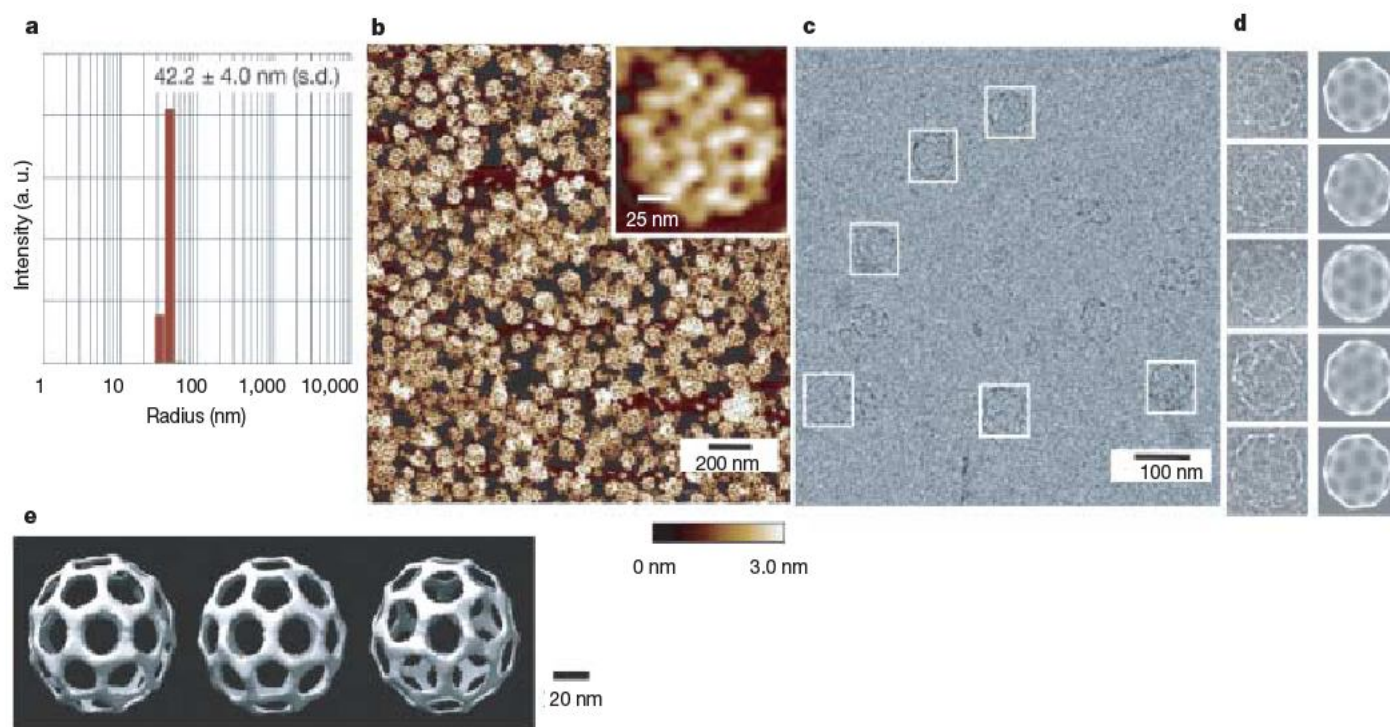 a
42.2 ± 4.0 nm (s.d.)
Intensity (a. u.)
1 10 100 1,000 10,000
Radius (nm)
b
25 nm
200 nm
0 nm 3.0 nm
c
100 nm
d
e
20 nm